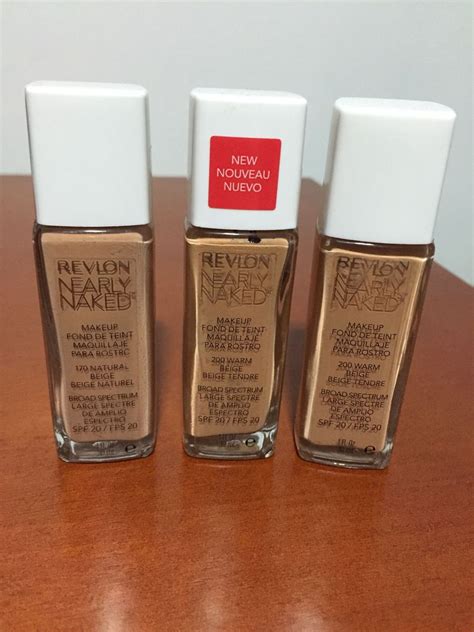 REVLON
NEARLY
NAKED™
MAKEUP
FOND DE TEINT
MAQUILLAJE
PARA ROSTRO
170 NATURAL
BEIGE
BEIGE NATUREL
BROAD SPECTRUM
LARGE SPECTRE
DE AMPLIO
ESPECTRO
SPF 20 / FPS 20
NEW
NOUVEAU
NUEVO
REVLON
NEARLY
NAKED™
MAKEUP
FOND DE TEINT
MAQUILLAJE
PARA ROSTRO
200 WARM
BEIGE
BEIGE TENDRE
BROAD SPECTRUM
LARGE SPECTRE
DE AMPLIO
ESPECTRO
SPF 20 / FPS 20
REVLON
NEARLY
NAKED™
MAKEUP
FOND DE TEINT
MAQUILLAJE
PARA ROSTRO
200 WARM
BEIGE
BEIGE TENDRE
BROAD SPECTRUM
LARGE SPECTRE
DE AMPLIO
ESPECTRO
SPF 20 / FPS 20